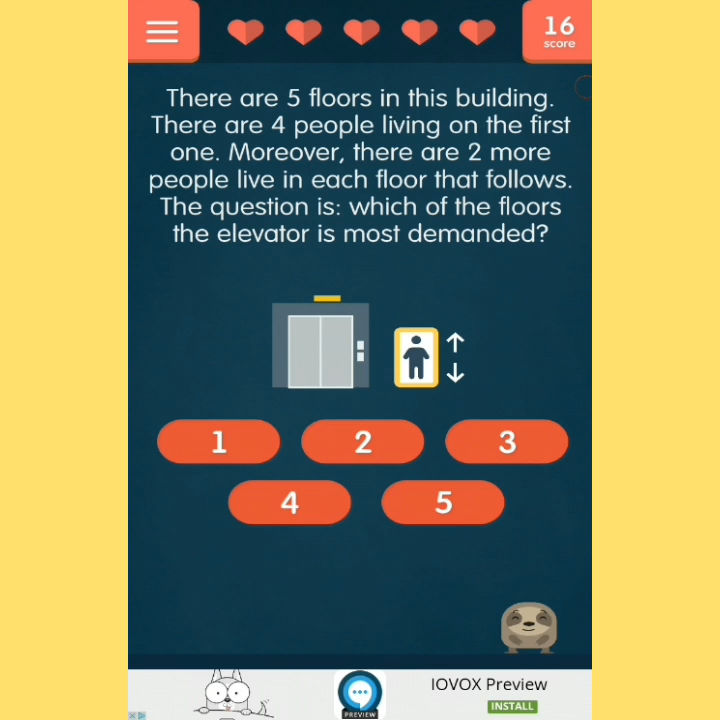 16
score
There are 5 floors in this building.
There are 4 people living on the first
one. Moreover, there are 2 more
people live in each floor that follows.
The question is: which of the floors
the elevator is most demanded?
1 2 3
4 5
IOVOX Preview
PREVIEW
INSTALL